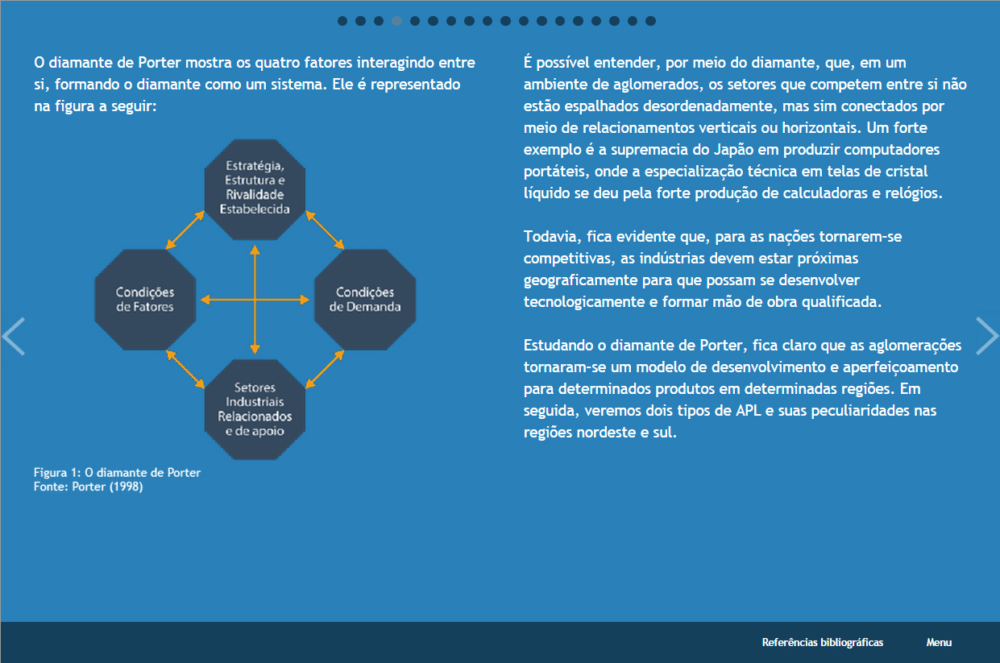 O diamante de Porter mostra os quatro fatores interagindo entre
si, formando o diamante como um sistema. Ele é representado
na figura a seguir:
Estratégia,
Estrutura e
Rivalidade
Estabelecida
Condições
de Fatores
Condições
de Demanda
Setores
Industriais
Relacionados
e de apoio
Figura 1: O diamante de Porter
Fonte: Porter (1998)
É possível entender, por meio do diamante, que, em um
ambiente de aglomerados, os setores que competem entre si não
estão espalhados desordenadamente, mas sim conectados por
meio de relacionamentos verticais ou horizontais. Um forte
exemplo é a supremacia do Japão em produzir computadores
portáteis, onde a especialização técnica em telas de cristal
líquido se deu pela forte produção de calculadoras e relógios.
Todavia, fica evidente que, para as nações tornarem-se
competitivas, as indústrias devem estar próximas
geograficamente para que possam se desenvolver
tecnologicamente e formar mão de obra qualificada.
Estudando o diamante de Porter, fica claro que as aglomerações
tornaram-se um modelo de desenvolvimento e aperfeiçoamento
para determinados produtos em determinadas regiões. Em
seguida, veremos dois tipos de APL e suas peculiaridades nas
regiões nordeste e sul.
Referências bibliográficas
Menu